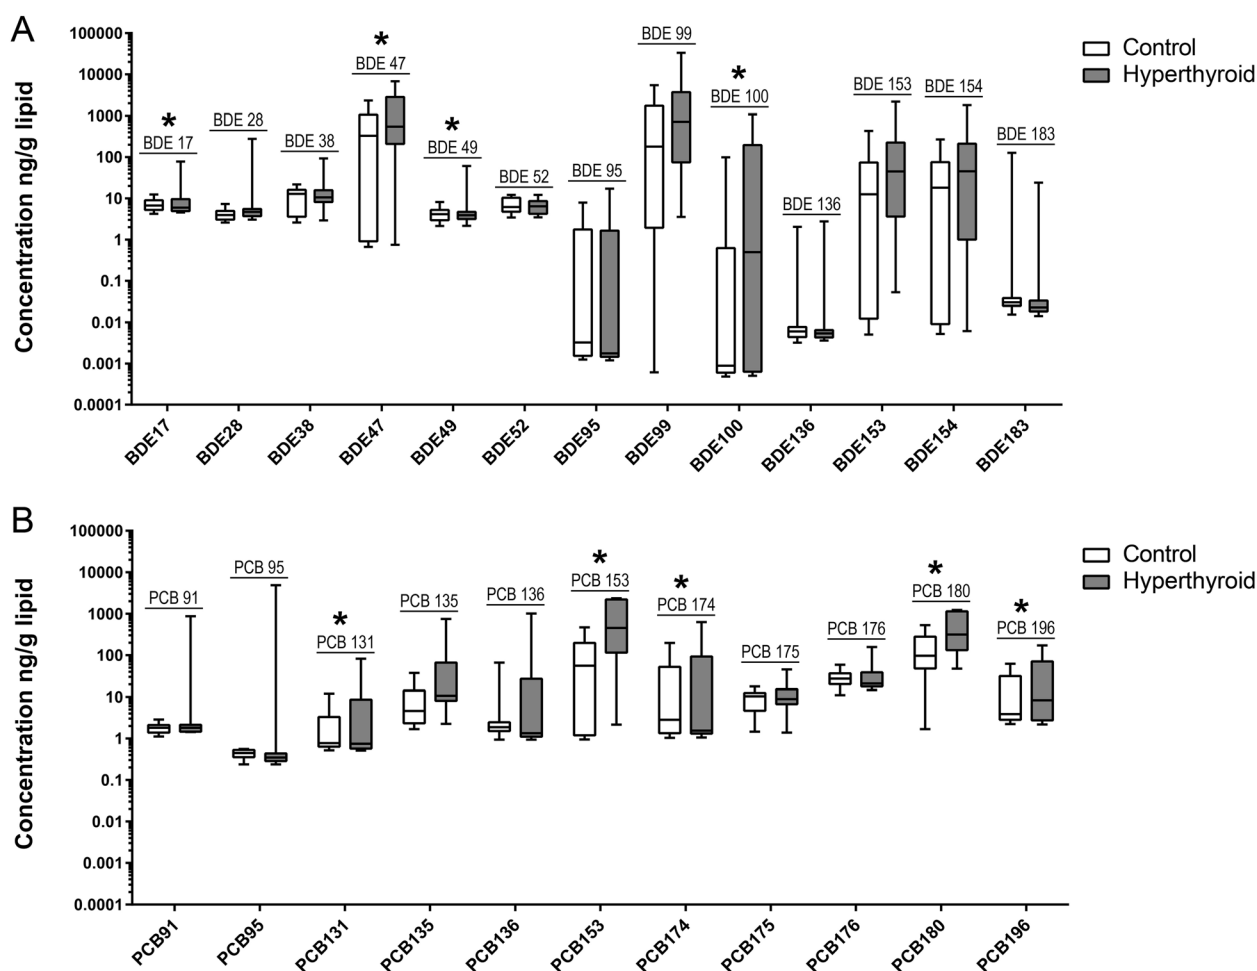 A
Concentration ng/g lipid
100000
10000
1000
100
10
1
0.1
0.01
0.001
0.0001
*
BDE 17
BDE 28
BDE 38
*
BDE 47
*
BDE 49
BDE 52
BDE 95
BDE 99
*
BDE 100
BDE 136
BDE 153
BDE 154
BDE 183
Control
Hyperthyroid
BDE17
BDE28
BDE38
BDE47
BDE49
BDE52
BDE95
BDE99
BDE100
BDE136
BDE153
BDE154
BDE183
B
Concentration ng/g lipid
100000
10000
1000
100
10
1
0.1
0.01
0.001
0.0001
PCB 91
PCB 95
*
PCB 131
PCB 135
PCB 136
*
PCB 153
*
PCB 174
PCB 175
PCB 176
*
PCB 180
*
PCB 196
Control
Hyperthyroid
PCB91
PCB95
PCB131
PCB135
PCB136
PCB153
PCB174
PCB175
PCB176
PCB180
PCB196